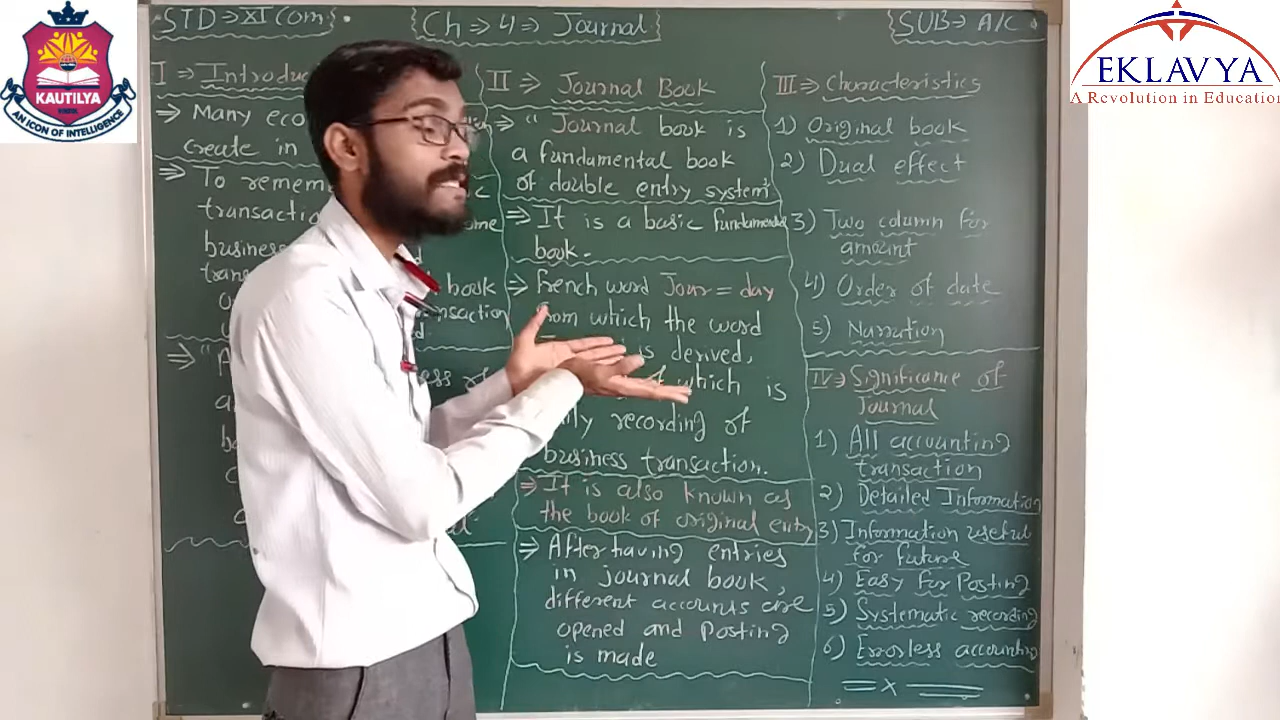 KAUTILYA
AN ICON OF INTELLIGENCE
EKLAVYA
A Revolution in Education
STD ⇒ XI Com
Ch ⇒ 4 ⇒ Journal
SUB ⇒ A/C
I ⇒ Introduc
⇒ Many eco
create in
⇒ To remem
transactio
business
book
⇒ "A
II ⇒ Journal Book
⇒ " Journal book is
a fundamental book
of double entry system"
⇒ It is a basic fundamental
book.
⇒ French word Jour = day
from which the word
is derived,
of which is
recording of
business transaction.
⇒ It is also known as
the book of original entry
⇒ After having entries
in journal book,
different accounts are
opened and Posting
is made
III ⇒ Characteristics
1) Original book
2) Dual effect
3) Two column for
amount
4) Order of date
5) Narration
IV ⇒ Significance of
Journal
1) All accounting
transaction
2) Detailed Information
3) Information useful
for future
4) Easy for Posting
5) Systematic recording
6) Errorless accounting
x